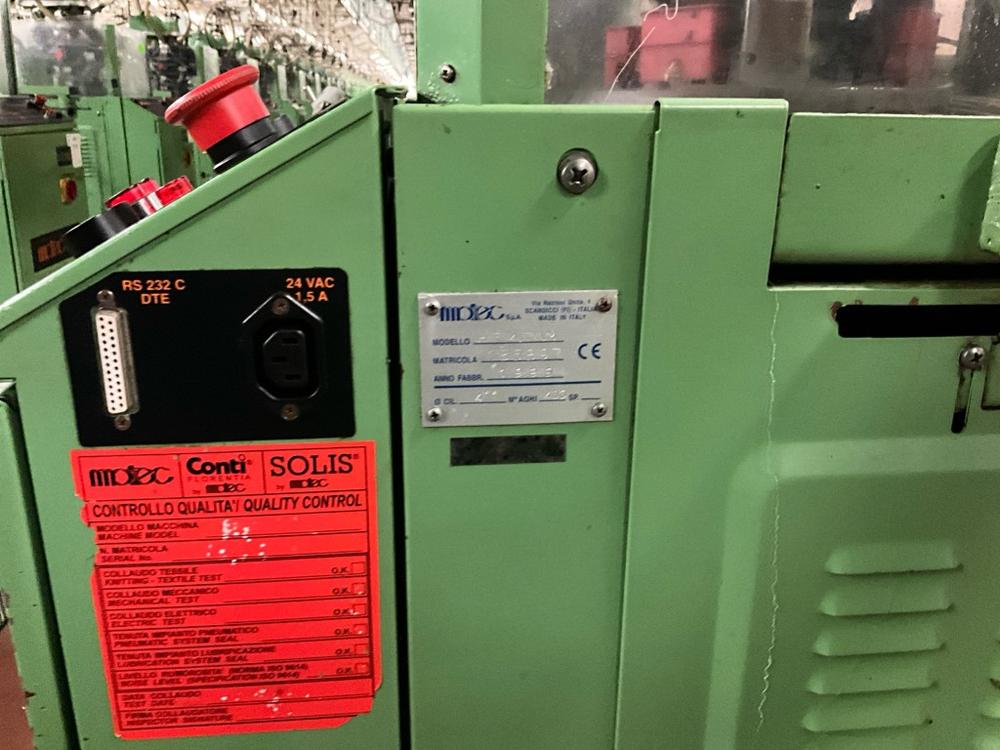 RS 232 C
DTE
24 VAC
1.5 A
matec S.p.A.
SCANDICCI (FI) - ITALIA
MADE IN ITALY
MODELLO
MATRICOLA
ANNO FABBR.
CE
Ø CIL. N° AGHI SP.
matec
Conti®
FLORENTIA
by matec
SOLIS®
by matec
CONTROLLO QUALITA'/ QUALITY CONTROL
MODELLO MACCHINA
MACHINE MODEL
N. MATRICOLA
SERIAL No.
COLLAUDO TESSILE O.K.
KNITTING - TEXTILE TEST
COLLAUDO MECCANICO O.K.
MECHANICAL TEST
COLLAUDO ELETTRICO O.K.
ELECTRIC TEST
TENUTA IMPIANTO PNEUMATICO O.K.
PNEUMATIC SYSTEM SEAL
TENUTA IMPIANTO LUBRIFICAZIONE O.K.
LUBRICATION SYSTEM SEAL
LIVELLO RUMOROSITA' (NORMA ISO 9614) O.K.
NOISE LEVEL (SPECIFICATION ISO 9614)
DATA COLLAUDO
TEST DATE
FIRMA COLLAUDATORE
INSPECTOR SIGNATURE